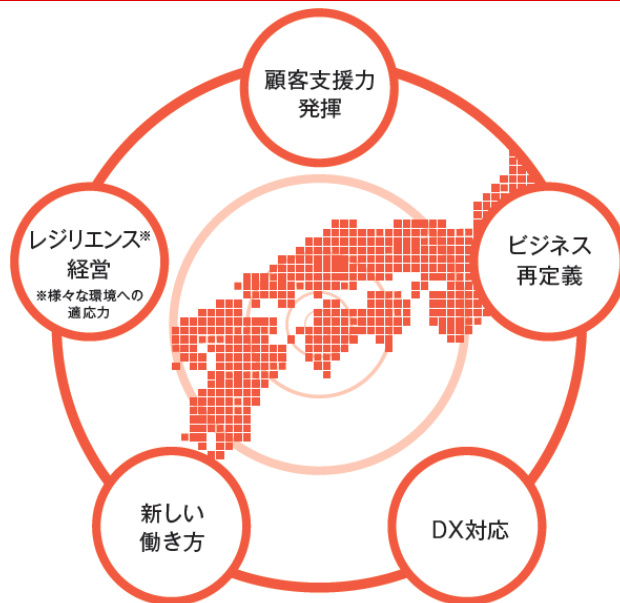 顧客支援力
発揮
レジリエンス※
経営
※様々な環境への
適応力
ビジネス
再定義
新しい
働き方
DX対応